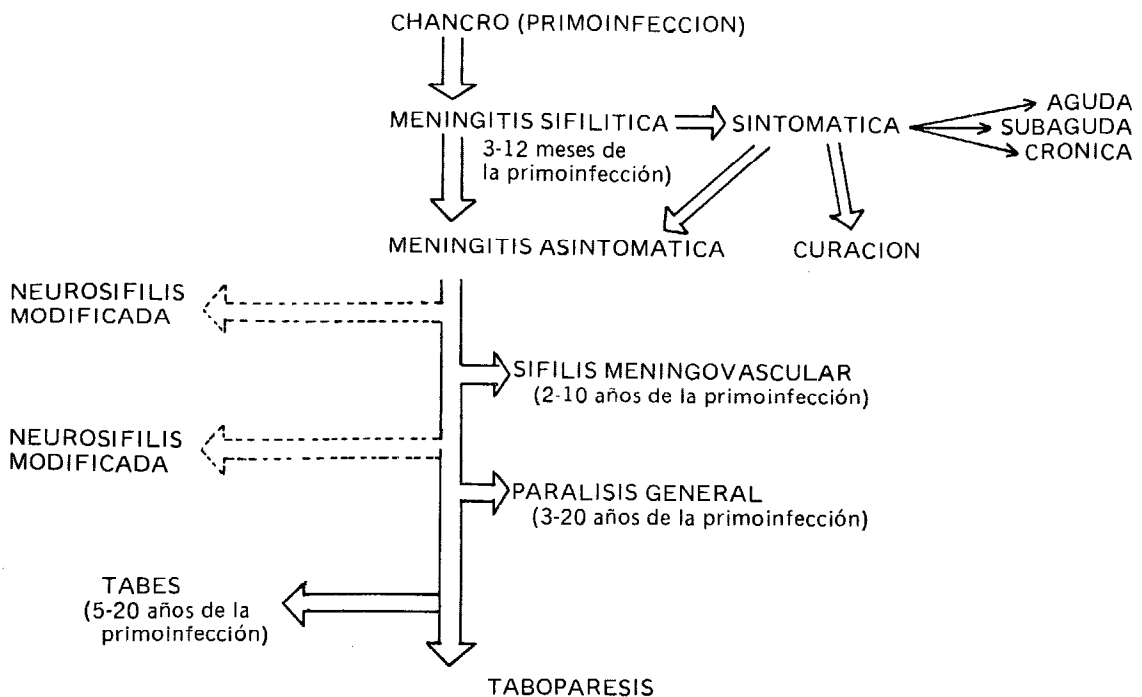 CHANCRO (PRIMOINFECCION)
MENINGITIS SIFILITICA
3-12 meses de
la primoinfección)
SINTOMATICA
AGUDA
SUBAGUDA
CRONICA
MENINGITIS ASINTOMATICA
CURACION
NEUROSIFILIS
MODIFICADA
SIFILIS MENINGOVASCULAR
(2-10 años de la primoinfección)
NEUROSIFILIS
MODIFICADA
PARALISIS GENERAL
(3-20 años de la primoinfección)
TABES
(5-20 años de la
primoinfección)
TABOPARESIS